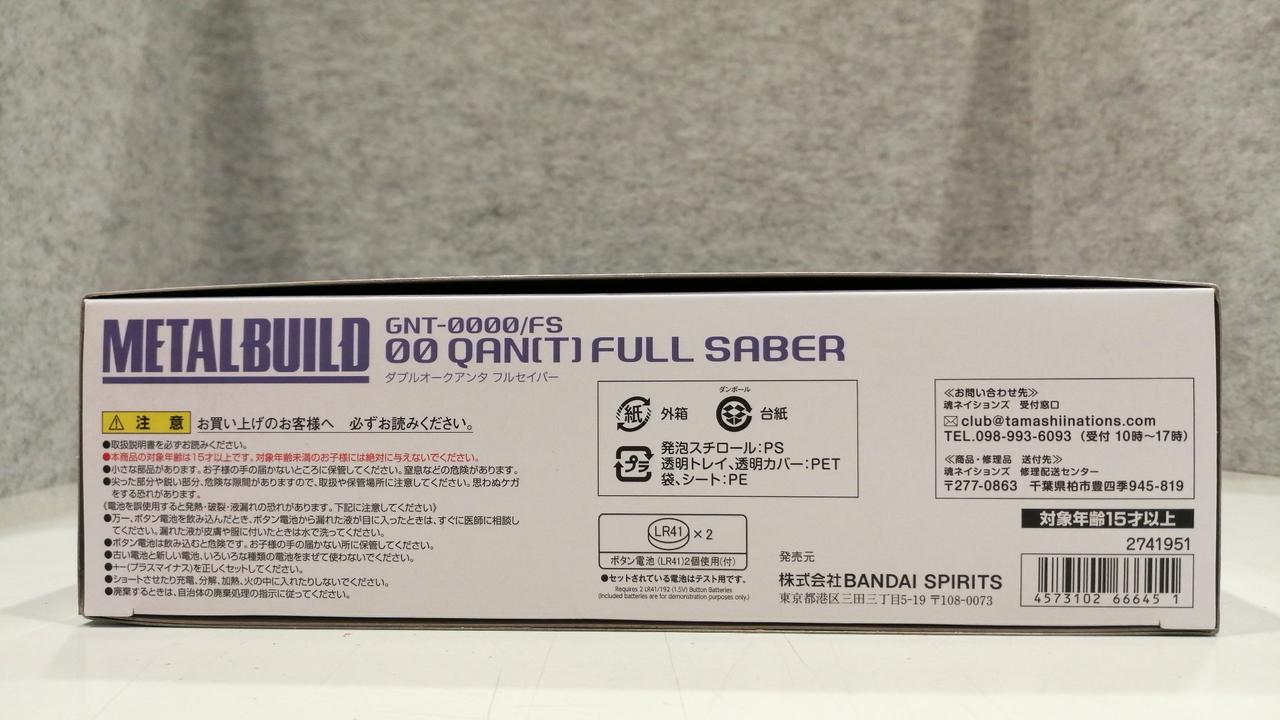 METAL BUILD
GNT-0000/FS
00 QAN[T] FULL SABER
ダブルオークアンタ フルセイバー
注 意 お買い上げのお客様へ 必ずお読みください。
●取扱説明書を必ずお読みください。
●本商品の対象年齢は15才以上です。対象年齢未満のお子様には絶対に与えないでください。
●小さな部品があります。お子様の手の届かないところに保管してください。窒息などの危険があります。
●尖った部分や鋭い部分、危険な隙間がありますので、取扱や保管場所に注意してください。思わぬケガ
をする恐れがあります。
《電池を誤使用すると発熱・破裂・液漏れの恐れがあります。下記に注意してください》
●万一、ボタン電池を飲み込んだとき、ボタン電池から漏れた液が目に入ったときは、すぐに医師に相談し
てください。漏れた液が皮膚や服に付いたときは水で洗ってください。
●ボタン電池は飲み込むと危険です。お子様の手の届かない所に保管してください。
●古い電池と新しい電池、いろいろな種類の電池をまぜて使わないでください。
●+-(プラスマイナス)を正しくセットしてください。
●ショートさせたり充電、分解、加熱、火の中に入れたりしないでください。
●廃棄するときは、自治体の廃棄処理の指示に従ってください。
紙 外箱
ダンボール
台紙
プラ
発泡スチロール:PS
透明トレイ、透明カバー:PET
袋、シート:PE
LR41 ×2
ボタン電池 (LR41)2個使用(付)
●セットされている電池はテスト用です。
Requires 2 LR41/192 (1.5V) Button Batteries
(Included batteries are for demonstration purposes only.)
発売元
株式会社BANDAI SPIRITS
東京都港区三田三丁目5-19 〒108-0073
≪お問い合わせ先≫
魂ネイションズ 受付窓口
club@tamashiinations.com
TEL.098-993-6093 (受付 10時~17時)
≪商品・修理品 送付先≫
魂ネイションズ 修理配送センター
〒277-0863 千葉県柏市豊四季945-819
対象年齢15才以上
2741951
4573102 66645 1